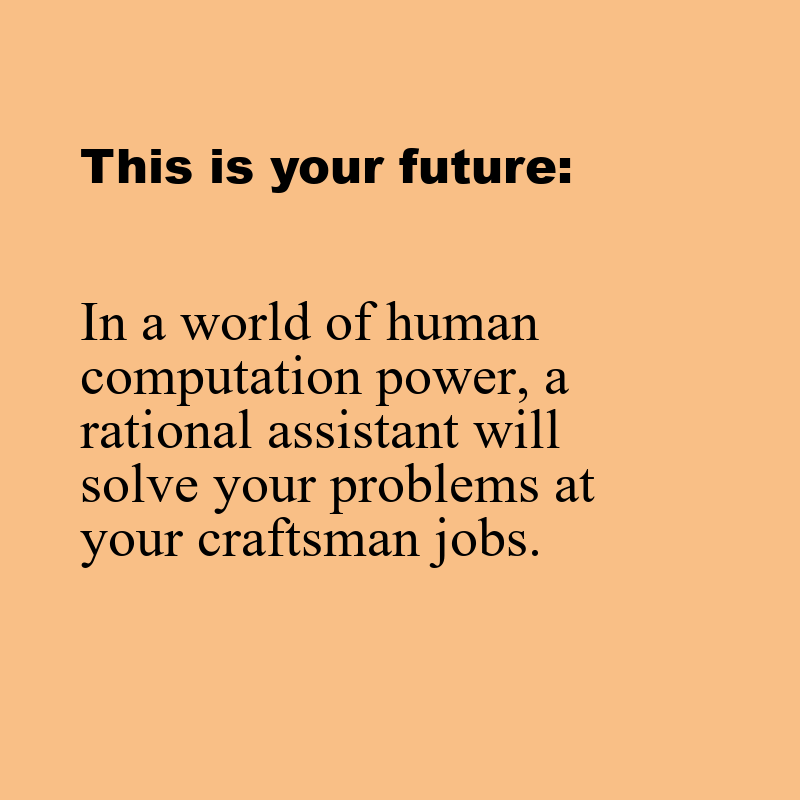 This is your future:
In a world of human
computation power, a
rational assistant will
solve your problems at
your craftsman jobs.